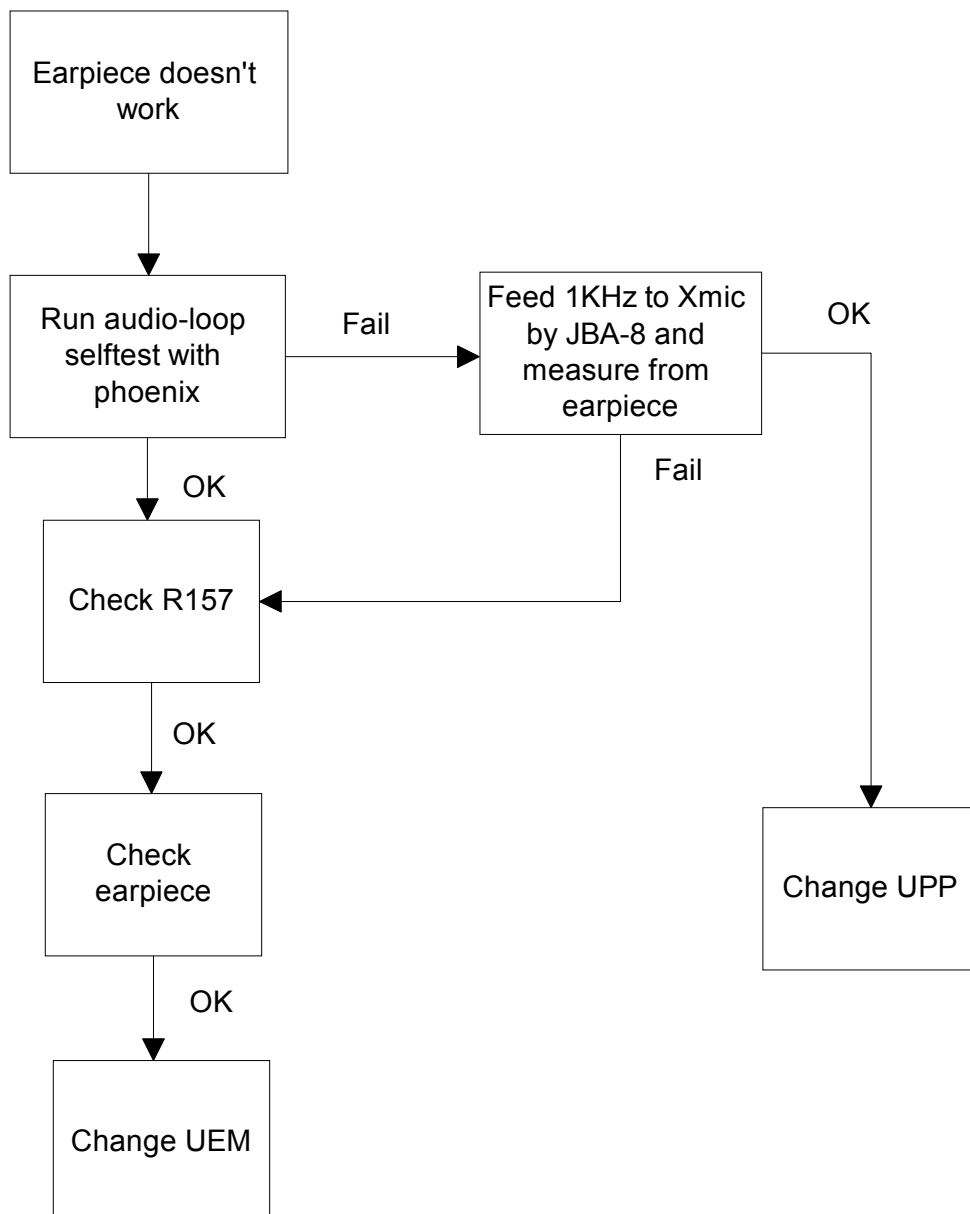 Earpiece doesn't
work
Run audio-loop
selftest with
phoenix
Fail
Feed 1KHz to Xmic
by JBA-8 and
measure from
earpiece
OK
Fail
OK
Check R157
OK
Check
earpiece
Change UPP
OK
Change UEM